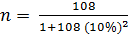 n = 108 / 1+108 (10%)²